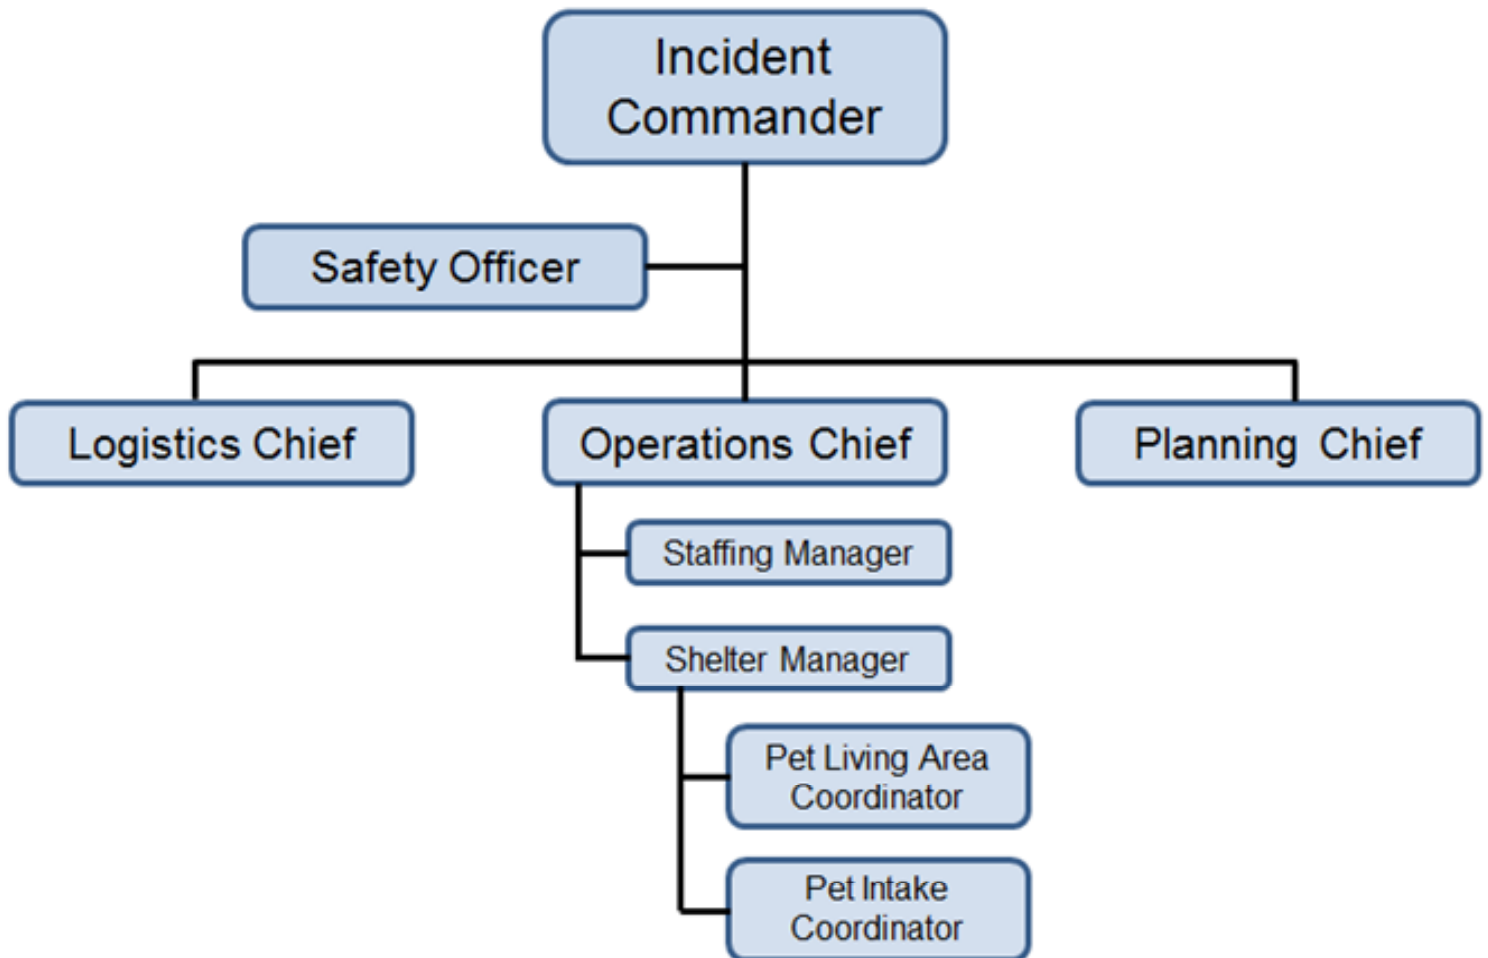 Incident
Commander
Safety Officer
Logistics Chief
Operations Chief
Planning Chief
Staffing Manager
Shelter Manager
Pet Living Area
Coordinator
Pet Intake
Coordinator